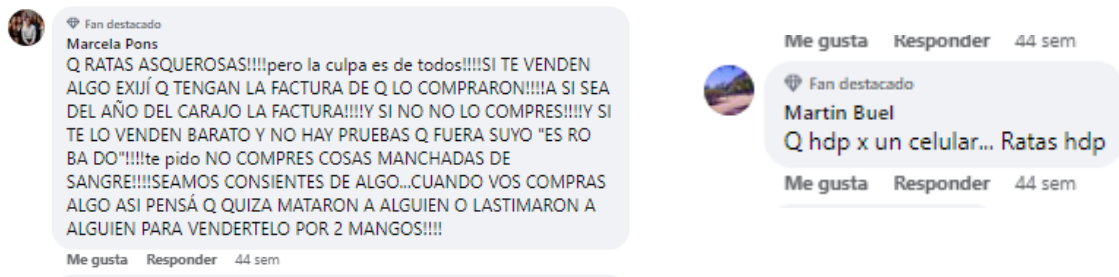 Fan destacado
Marcela Pons
Q RATAS ASQUEROSAS!!!!pero la culpa es de todos!!!!SI TE VENDEN
ALGO EXIJÍ Q TENGAN LA FACTURA DE Q LO COMPRARON!!!!A SI SEA
DEL AÑO DEL CARAJO LA FACTURA!!!!Y SI NO NO LO COMPRES!!!!Y SI
TE LO VENDEN BARATO Y NO HAY PRUEBAS Q FUERA SUYO "ES RO
BA DO"!!!!te pido NO COMPRES COSAS MANCHADAS DE
SANGRE!!!!SEAMOS CONSIENTES DE ALGO...CUANDO VOS COMPRAS
ALGO ASI PENSÁ Q QUIZA MATARON A ALGUIEN O LASTIMARON A
ALGUIEN PARA VENDERTELO POR 2 MANGOS!!!!
Me gusta Responder 44 sem
Me gusta Responder 44 sem
Fan destacado
Martin Buel
Q hdp x un celular... Ratas hdp
Me gusta Responder 44 sem